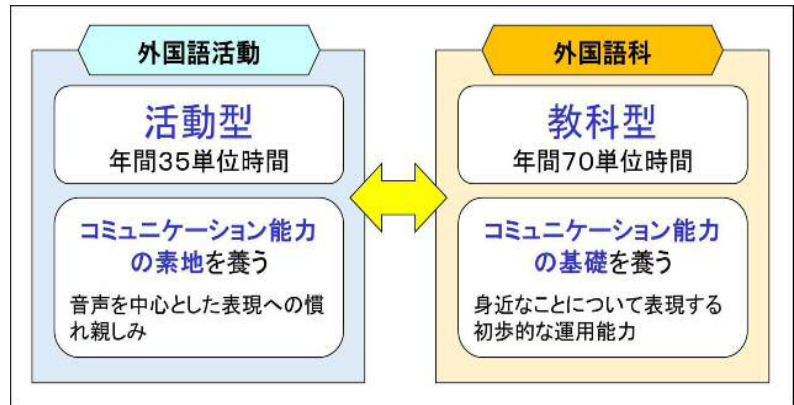 外国語活動
活動型
年間35単位時間
コミュニケーション能力
の素地を養う
音声を中心とした表現への慣
れ親しみ
外国語科
教科型
年間70単位時間
コミュニケーション能力
の基礎を養う
身近なことについて表現する
初歩的な運用能力